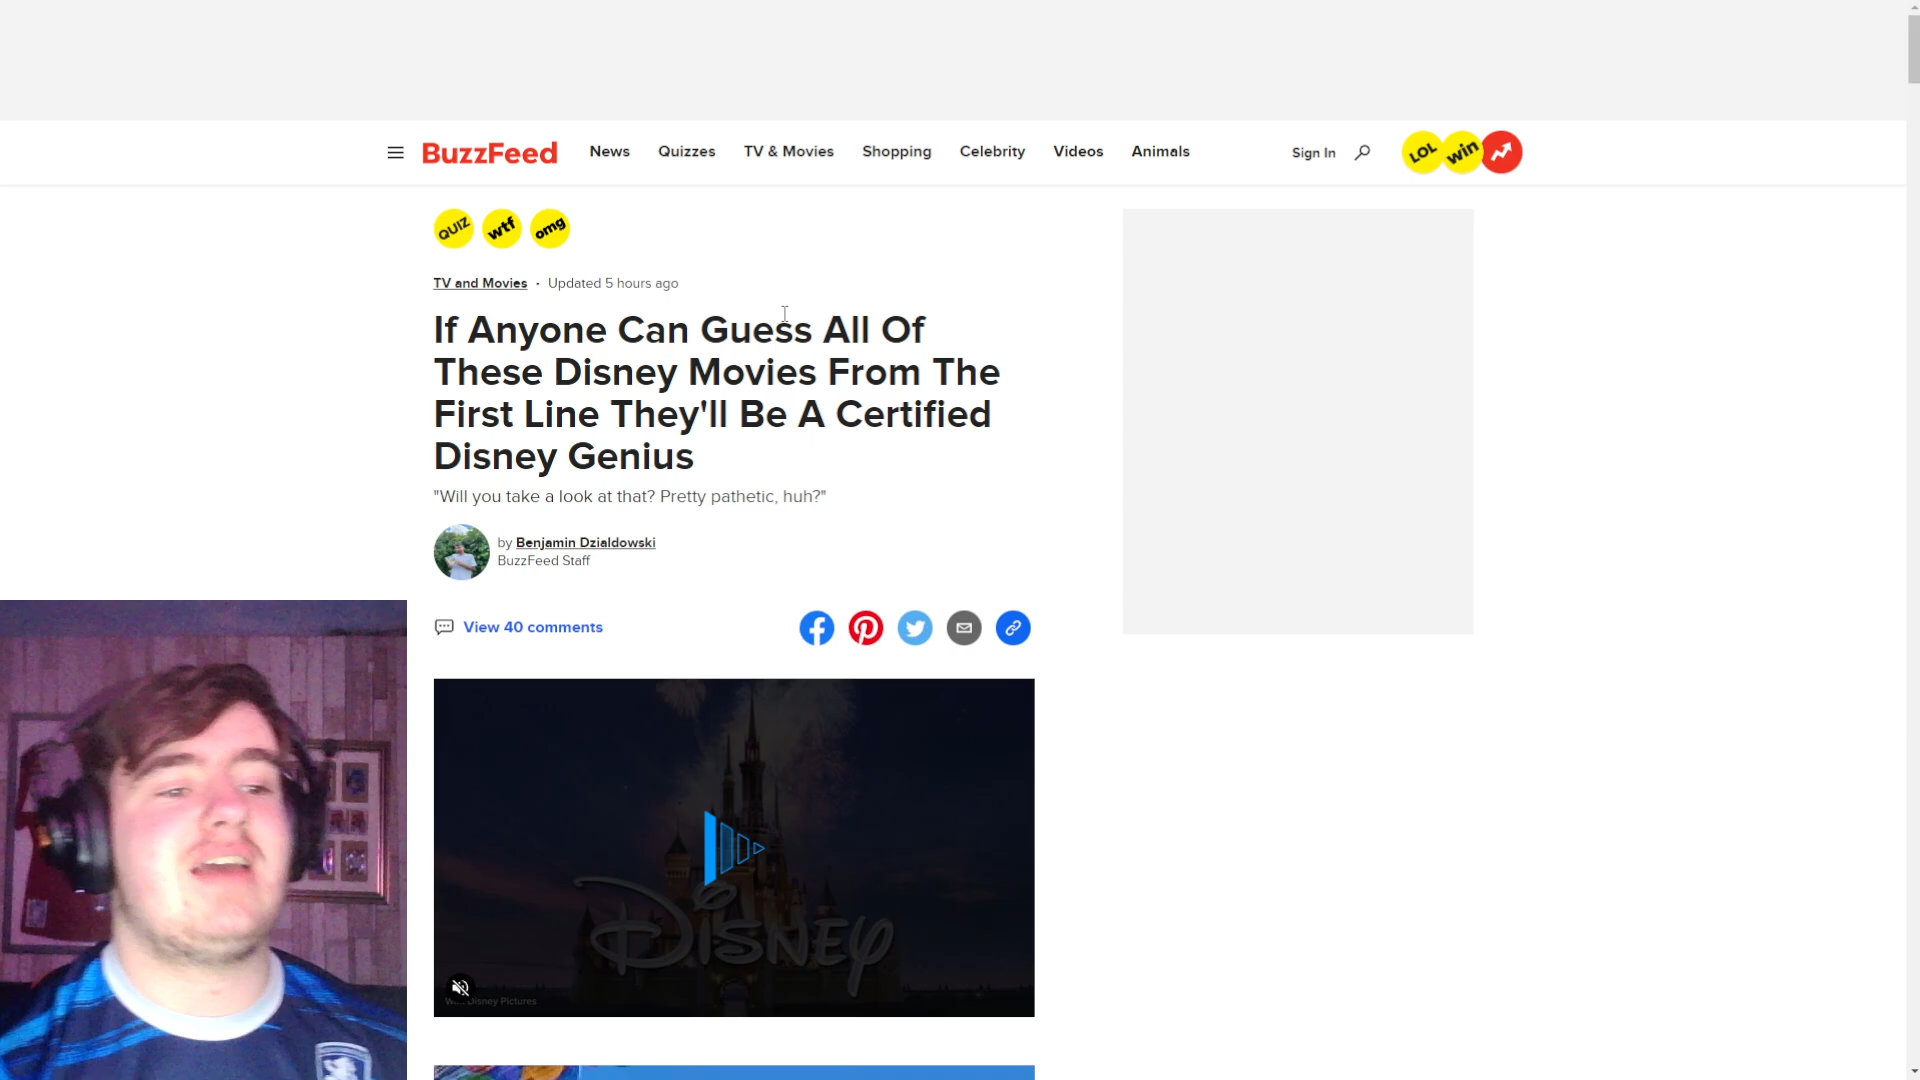 BuzzFeed
News
Quizzes
TV & Movies
Shopping
Celebrity
Videos
Animals
Sign In
LOL
win
QUIZ
wtf
omg
TV and Movies · Updated 5 hours ago
If Anyone Can Guess All Of
These Disney Movies From The
First Line They'll Be A Certified
Disney Genius
"Will you take a look at that? Pretty pathetic, huh?"
by Benjamin Dzialdowski
BuzzFeed Staff
View 40 comments
Disney
Disney Pictures